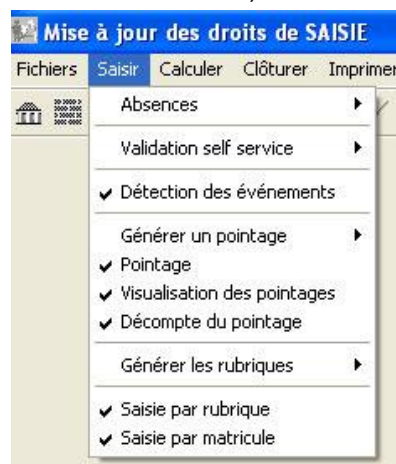 Mise à jour des droits de SAISIE
Fichiers Saisir Calculer Clôturer Imprimer
Absences
Validation self service
Détection des événements
Générer un pointage
Pointage
Visualisation des pointages
Décompte du pointage
Générer les rubriques
Saisie par rubrique
Saisie par matricule